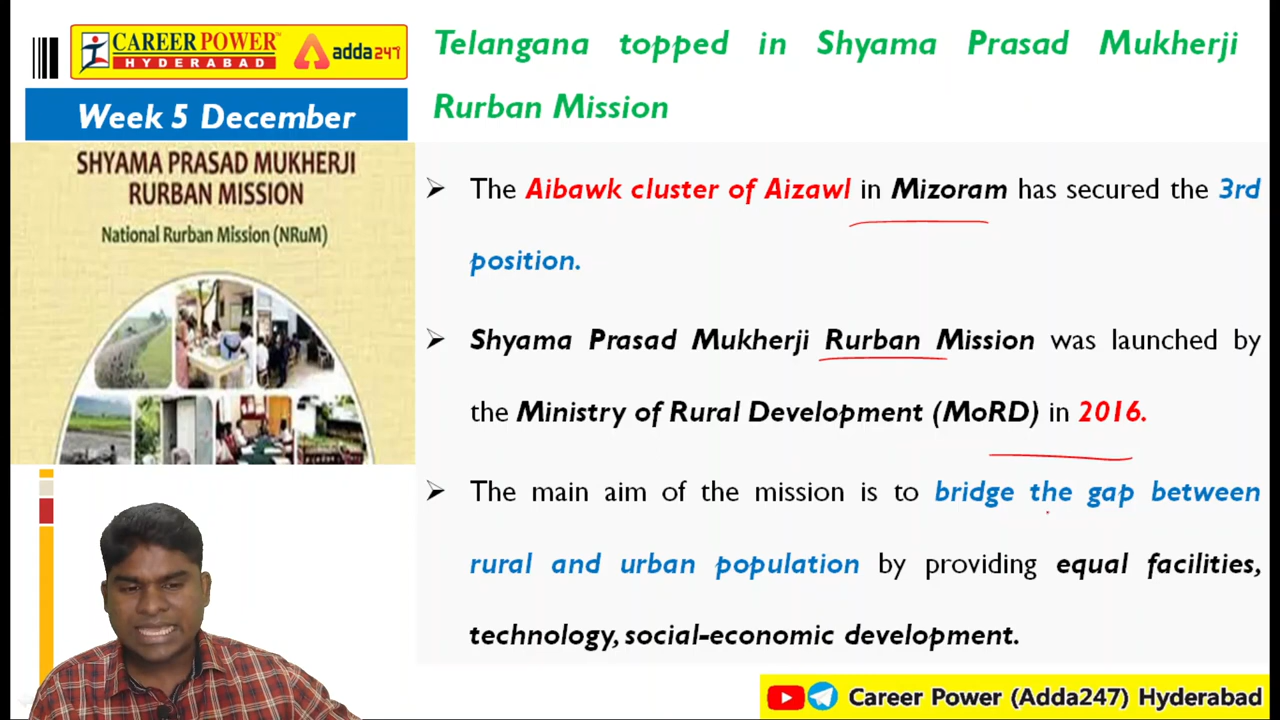 CAREER POWER
HYDERABAD
adda247
Week 5 December
SHYAMA PRASAD MUKHERJI
RURBAN MISSION
National Rurban Mission (NRuM)
Telangana topped in Shyama Prasad Mukherji
Rurban Mission
➢ The Aibawk cluster of Aizawl in Mizoram has secured the 3rd
position.
➢ Shyama Prasad Mukherji Rurban Mission was launched by
the Ministry of Rural Development (MoRD) in 2016.
➢ The main aim of the mission is to bridge the gap between
rural and urban population by providing equal facilities,
technology, social-economic development.
Career Power (Adda247) Hyderabad